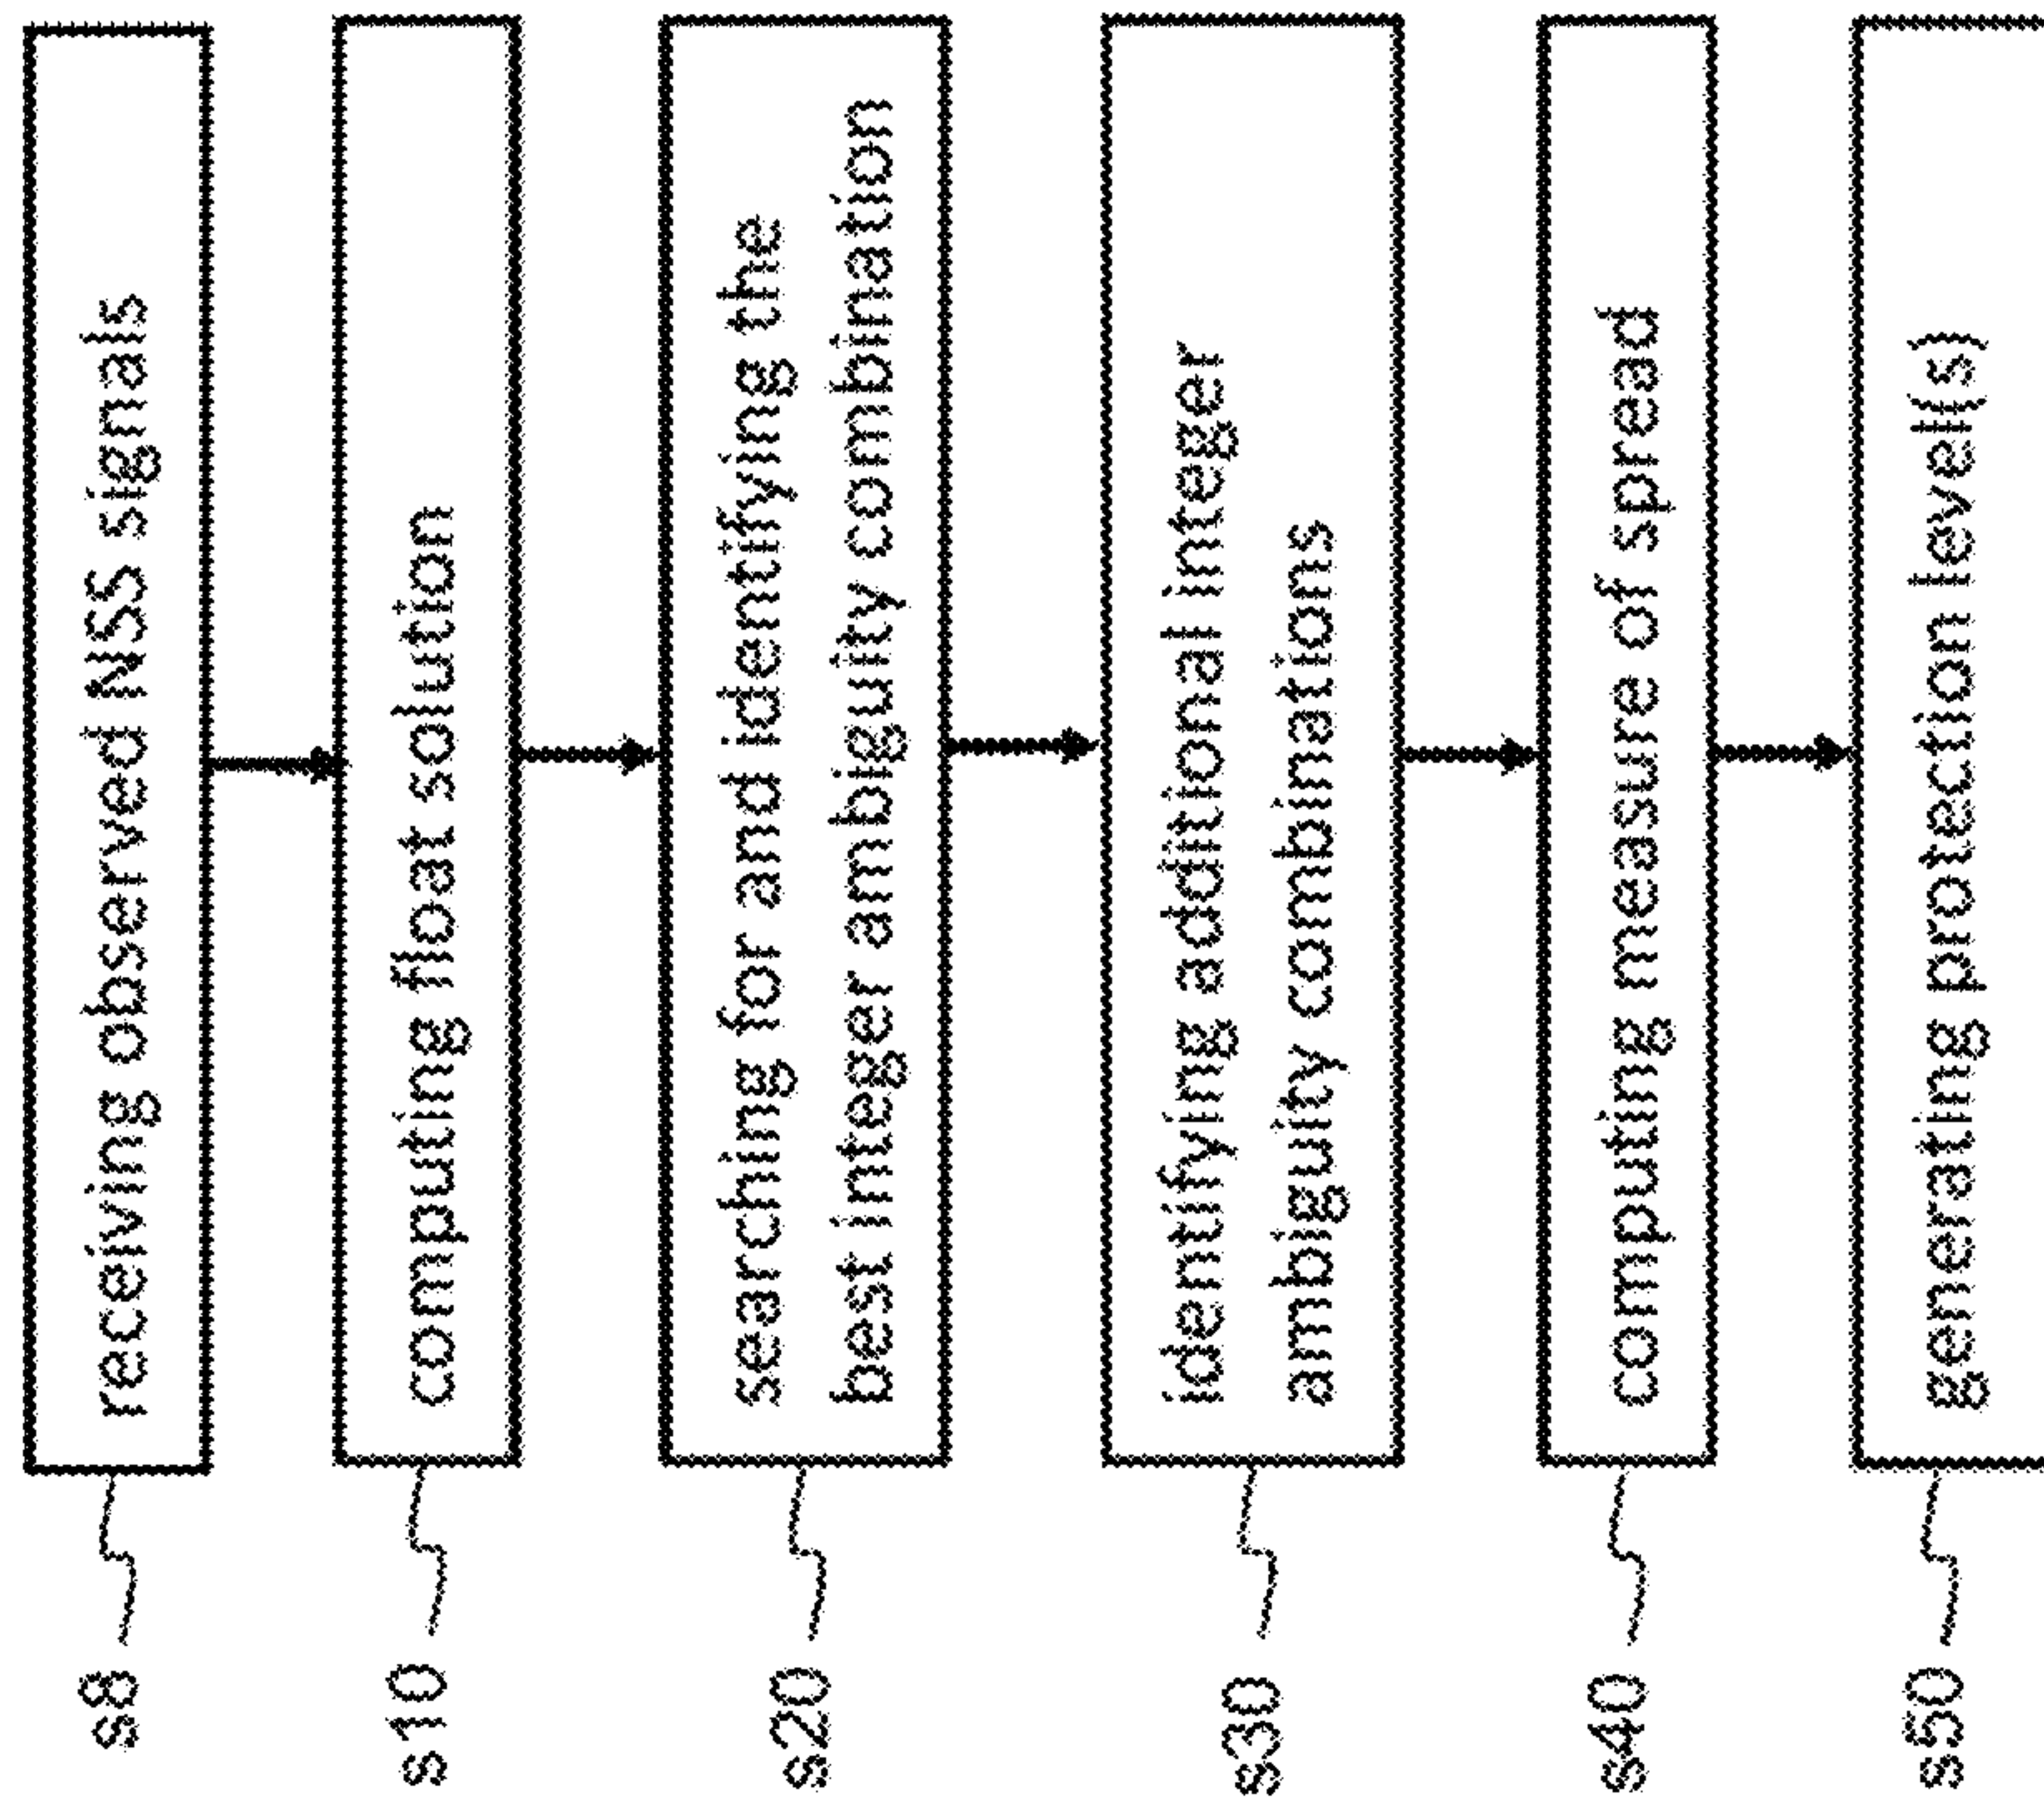 s8
receiving observed NSS signals
s10
computing float solution
s20
searching for and identifying the
best integer ambiguity combination
s30
identifying additional integer
ambiguity combinations
s40
computing measure of spread
s50
generating protection level(s)